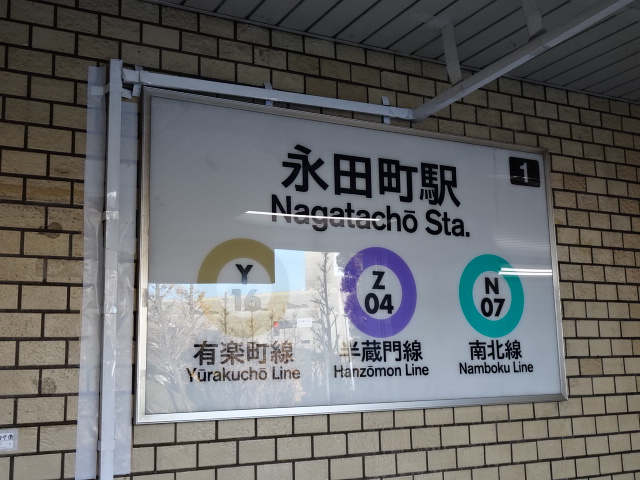 永田町駅
1
Nagatachō Sta.
Y
16
Z
04
N
07
有楽町線
半蔵門線
南北線
Yūrakuchō Line
Hanzōmon Line
Namboku Line